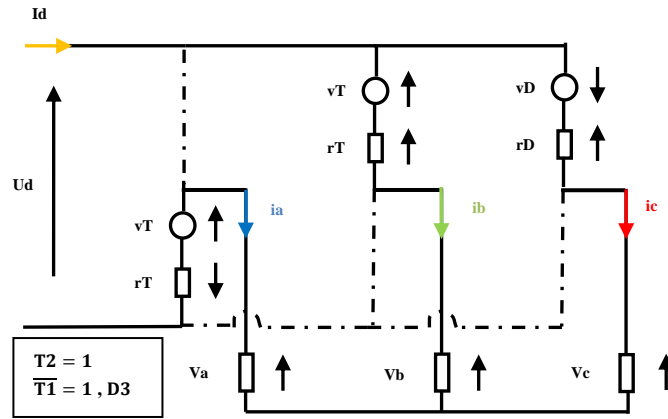 Id
vT
vD
rT
rD
Ud
ia
ib
ic
vT
rT
T2 = 1
T1̅ = 1 , D3
Va
Vb
Vc